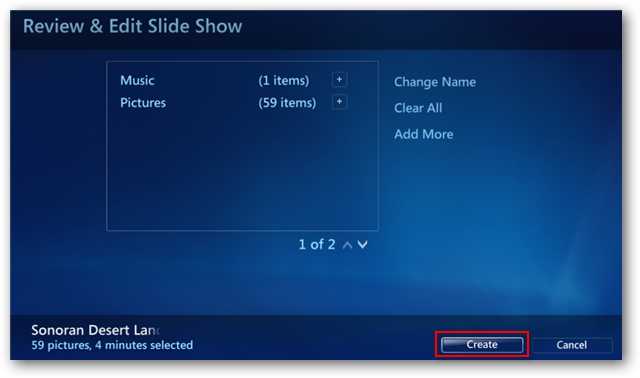 Review & Edit Slide Show
Music (1 items) +
Pictures (59 items) +
Change Name
Clear All
Add More
1 of 2
Sonoran Desert Lan
59 pictures, 4 minutes selected
Create
Cancel